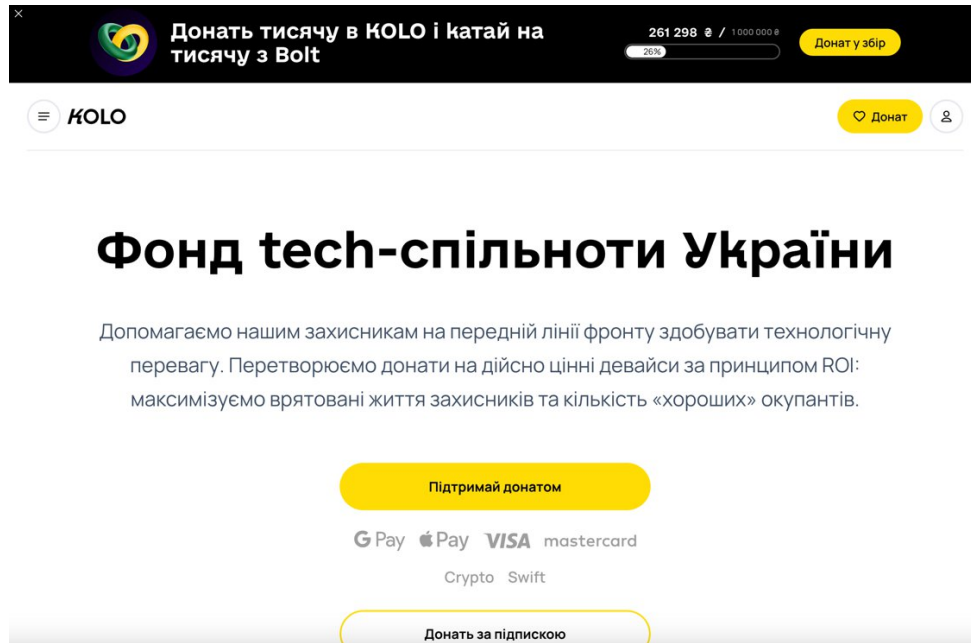 Донать тисячу в KOLO і катай на
тисячу з Bolt
261 298 ₴ / 1 000 000 ₴
26%
Донат у збір
KOLO
Донат
Фонд tech-спільноти України
Допомагаємо нашим захисникам на передній лінії фронту здобувати технологічну
перевагу. Перетворюємо донати на дійсно цінні девайси за принципом ROI:
максимізуємо врятовані життя захисників та кількість «хороших» окупантів.
Підтримай донатом
G Pay Pay VISA mastercard
Crypto Swift
Донать за підпискою